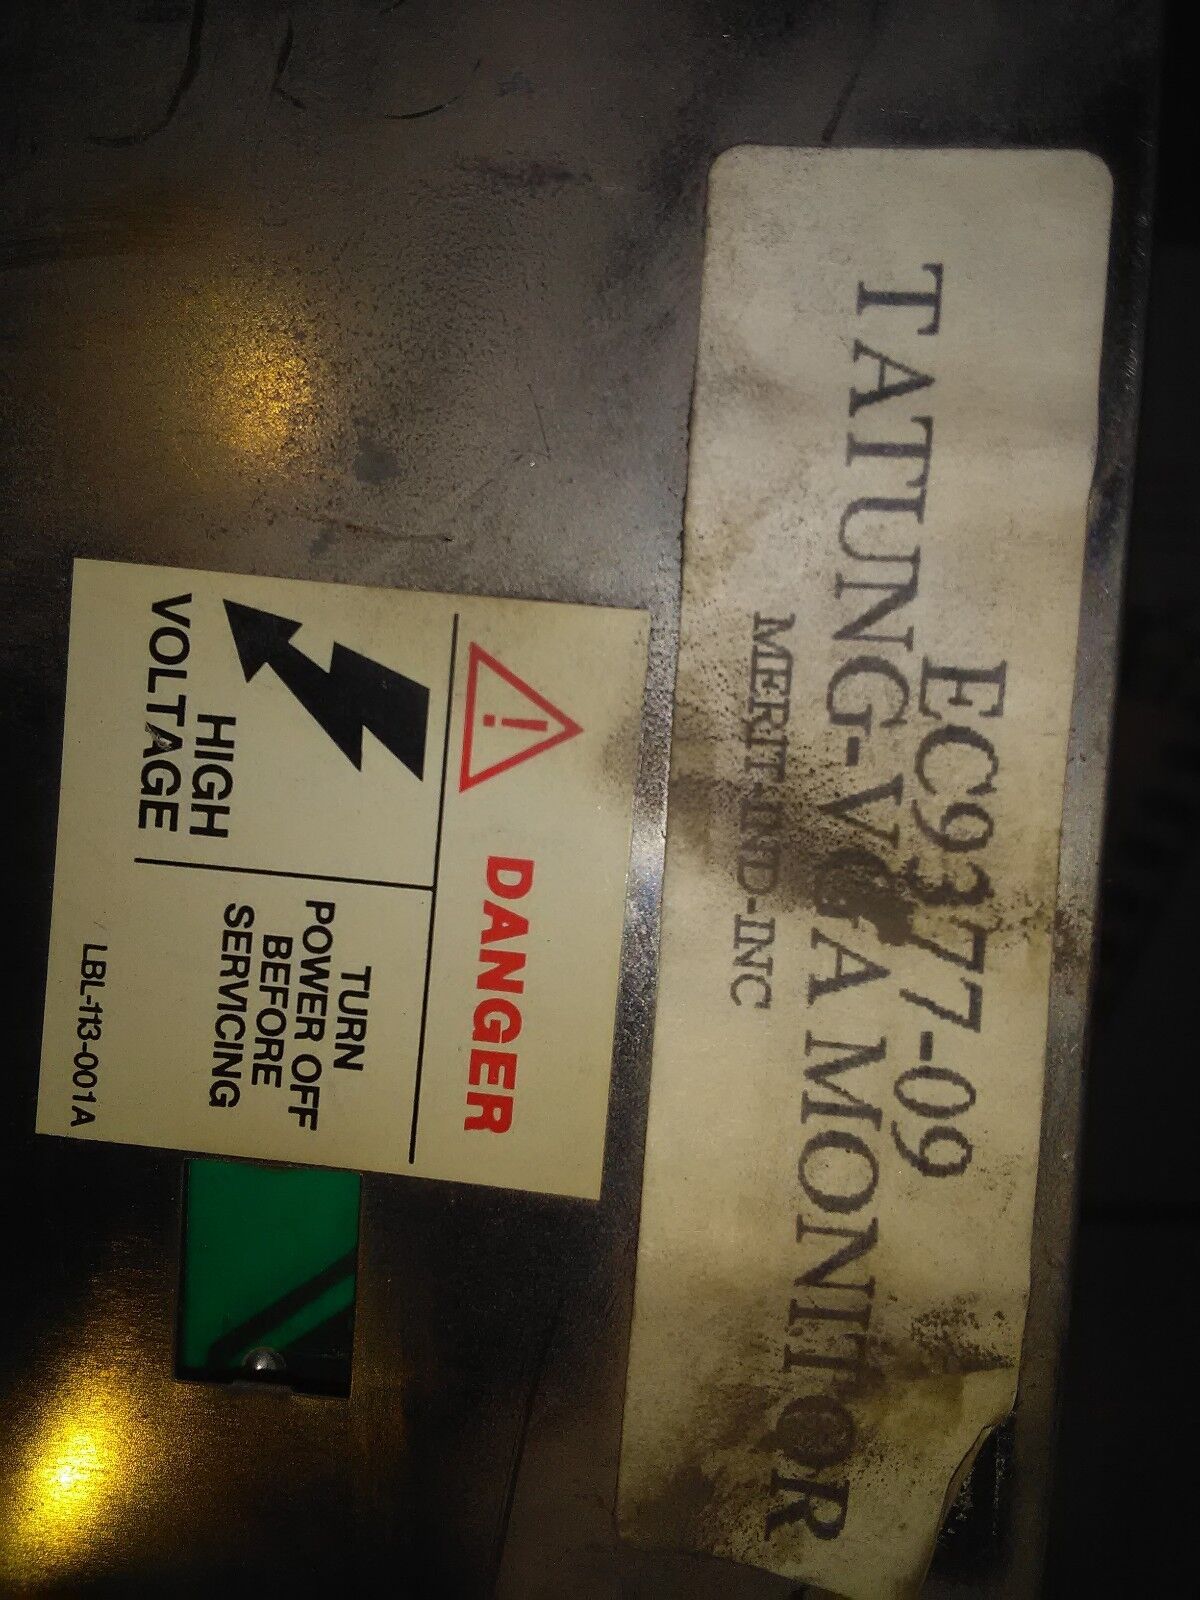 EC9377-09
TATUNG-VGA MONITOR
MERIT-IND-INC
DANGER
HIGH
VOLTAGE
TURN
POWER OFF
BEFORE
SERVICING
LBL-113-001A